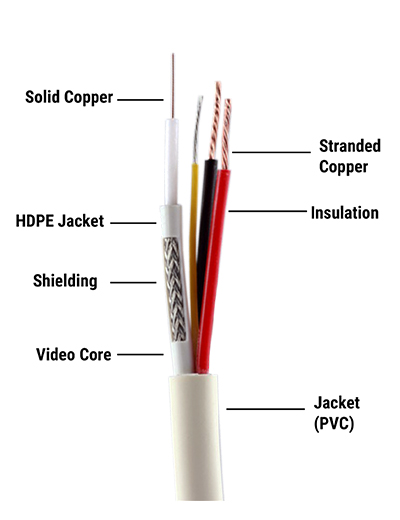 Solid Copper
Stranded
Copper
HDPE Jacket
Insulation
Shielding
Video Core
Jacket
(PVC)